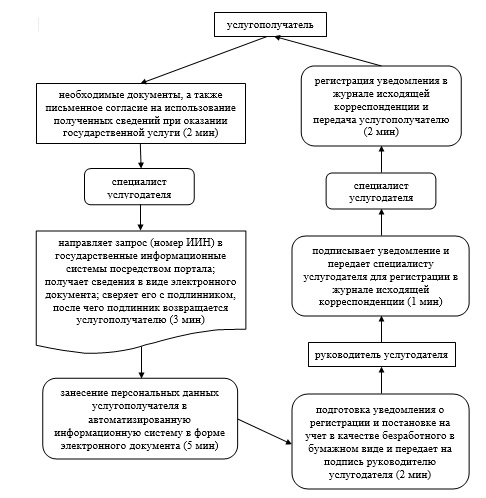 услугополучатель
необходимые документы, а также
письменное согласие на использование
полученных сведений при оказании
государственной услуги (2 мин)
специалист
услугодателя
направляет запрос (номер ИИН) в
государственные информационные
системы посредством портала;
получает сведения в виде электронного
документа; сверяет его с подлинником,
после чего подлинник возвращается
услугополучателю (3 мин)
занесение персональных данных
услугополучателя в
автоматизированную
информационную систему в форме
электронного документа (5 мин)
подготовка уведомления о
регистрации и постановке на
учет в качестве безработного в
бумажном виде и передает на
подпись руководителю
услугодателя (2 мин)
руководитель услугодателя
подписывает уведомление и
передает специалисту
услугодателя для регистрации в
журнале исходящей
корреспонденции (1 мин)
специалист
услугодателя
регистрация уведомления в
журнале исходящей
корреспонденции и
передача услугополучателю
(2 мин)